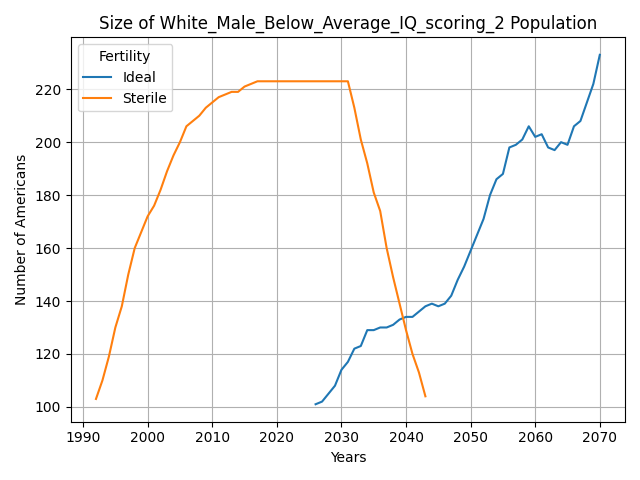 Size of White_Male_Below_Average_IQ_scoring_2 Population
Fertility
Ideal
Sterile
Number of Americans
220
200
180
160
140
120
100
1990 2000 2010 2020 2030 2040 2050 2060 2070
Years